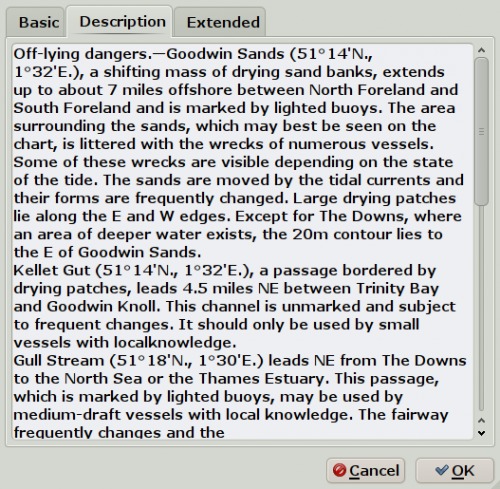 Basic
Description
Extended
Off-lying dangers.—Goodwin Sands (51°14'N.,
1°32'E.), a shifting mass of drying sand banks, extends
up to about 7 miles offshore between North Foreland and
South Foreland and is marked by lighted buoys. The area
surrounding the sands, which may best be seen on the
chart, is littered with the wrecks of numerous vessels.
Some of these wrecks are visible depending on the state
of the tide. The sands are moved by the tidal currents and
their forms are frequently changed. Large drying patches
lie along the E and W edges. Except for The Downs, where
an area of deeper water exists, the 20m contour lies to
the E of Goodwin Sands.
Kellet Gut (51°14'N., 1°32'E.), a passage bordered by
drying patches, leads 4.5 miles NE between Trinity Bay
and Goodwin Knoll. This channel is unmarked and subject
to frequent changes. It should only be used by small
vessels with localknowledge.
Gull Stream (51°18'N., 1°30'E.) leads NE from The Downs
to the North Sea or the Thames Estuary. This passage,
which is marked by lighted buoys, may be used by
medium-draft vessels with local knowledge. The fairway
frequently changes and the
Cancel
OK